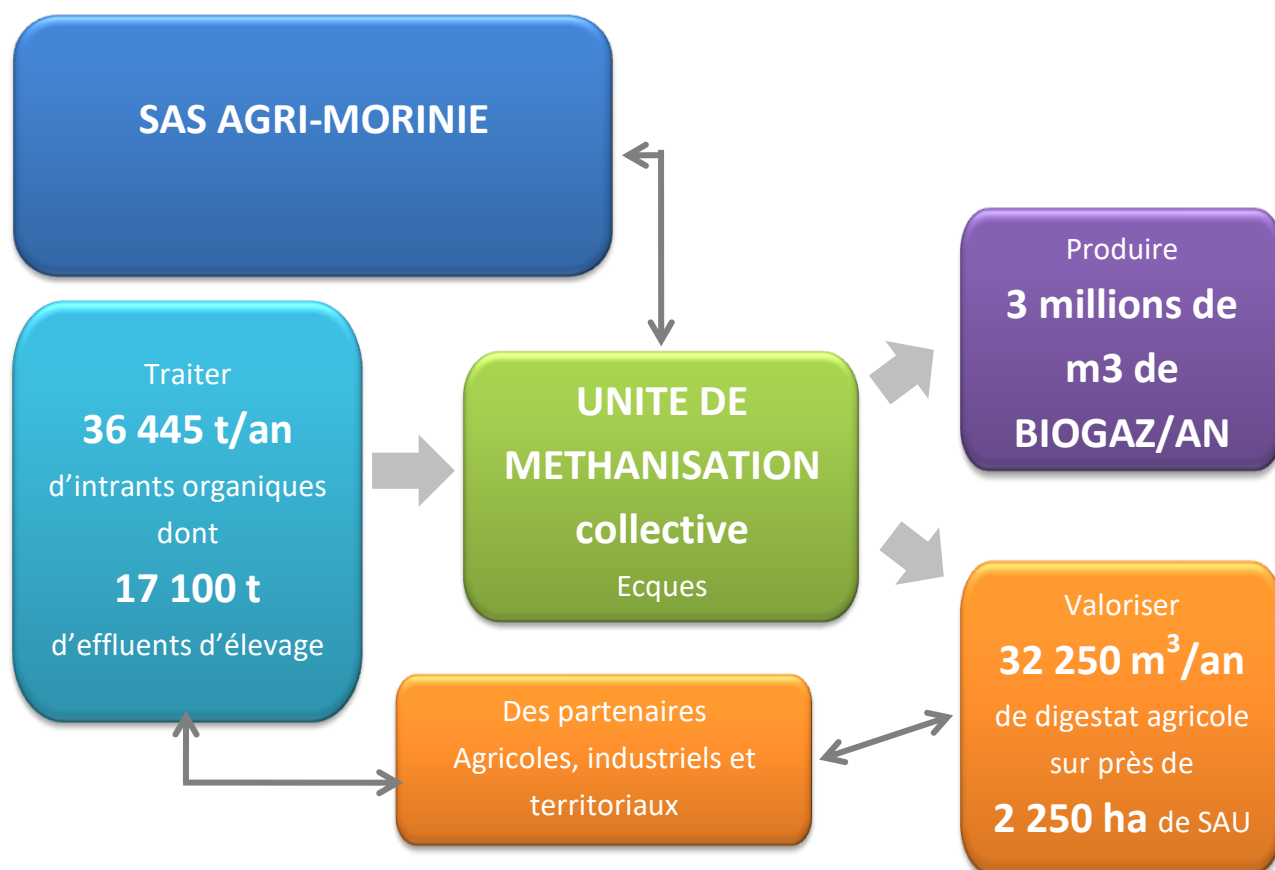 SAS AGRI-MORINIE
Traiter
36 445 t/an
d’intrants organiques
dont
17 100 t
d’effluents d’élevage
UNITE DE
METHANISATION
collective
Ecques
Produire
3 millions de
m3 de
BIOGAZ/AN
Valoriser
32 250 m³/an
de digestat agricole
sur près de
2 250 ha de SAU
Des partenaires
Agricoles, industriels et
territoriaux